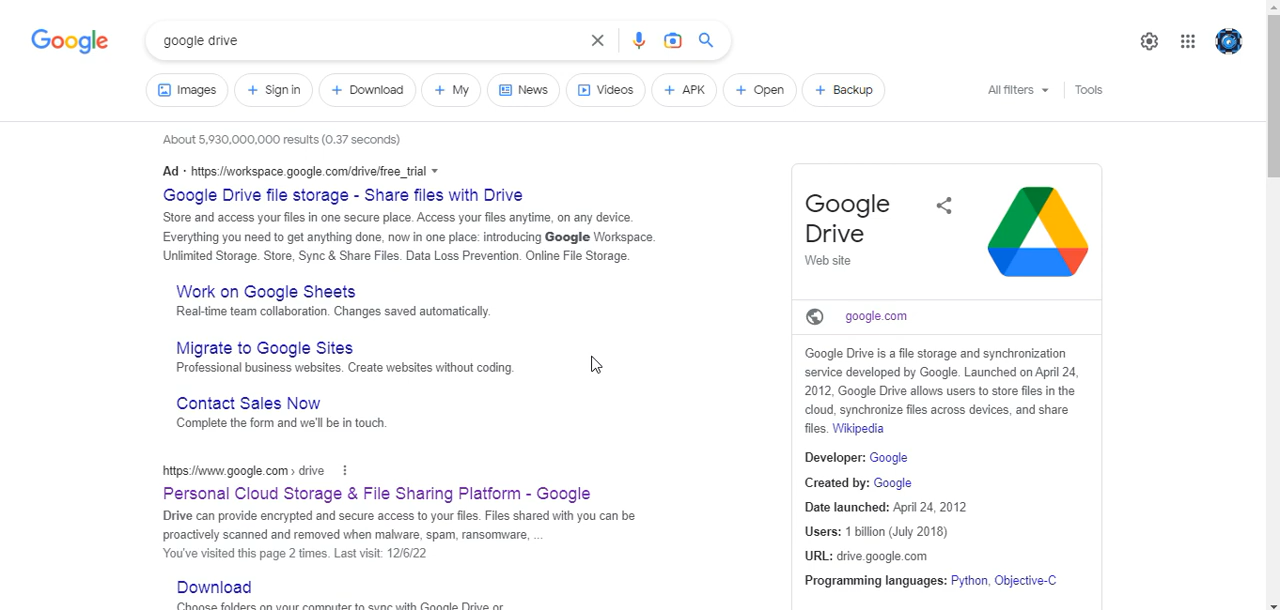 Google
google drive
Images
Sign in
Download
My
News
Videos
APK
Open
Backup
All filters
Tools
About 5,930,000,000 results (0.37 seconds)
Ad · https://workspace.google.com/drive/free_trial
Google Drive file storage - Share files with Drive
Store and access your files in one secure place. Access your files anytime, on any device.
Everything you need to get anything done, now in one place: introducing Google Workspace.
Unlimited Storage. Store, Sync & Share Files. Data Loss Prevention. Online File Storage.
Work on Google Sheets
Real-time team collaboration. Changes saved automatically.
Migrate to Google Sites
Professional business websites. Create websites without coding.
Contact Sales Now
Complete the form and we'll be in touch.
https://www.google.com › drive
Personal Cloud Storage & File Sharing Platform - Google
Drive can provide encrypted and secure access to your files. Files shared with you can be
proactively scanned and removed when malware, spam, ransomware, ...
You've visited this page 2 times. Last visit: 12/6/22
Download
Choose folders on your computer to sync with Google Drive or
Google
Drive
Web site
google.com
Google Drive is a file storage and synchronization
service developed by Google. Launched on April 24,
2012, Google Drive allows users to store files in the
cloud, synchronize files across devices, and share
files. Wikipedia
Developer: Google
Created by: Google
Date launched: April 24, 2012
Users: 1 billion (July 2018)
URL: drive.google.com
Programming languages: Python, Objective-C